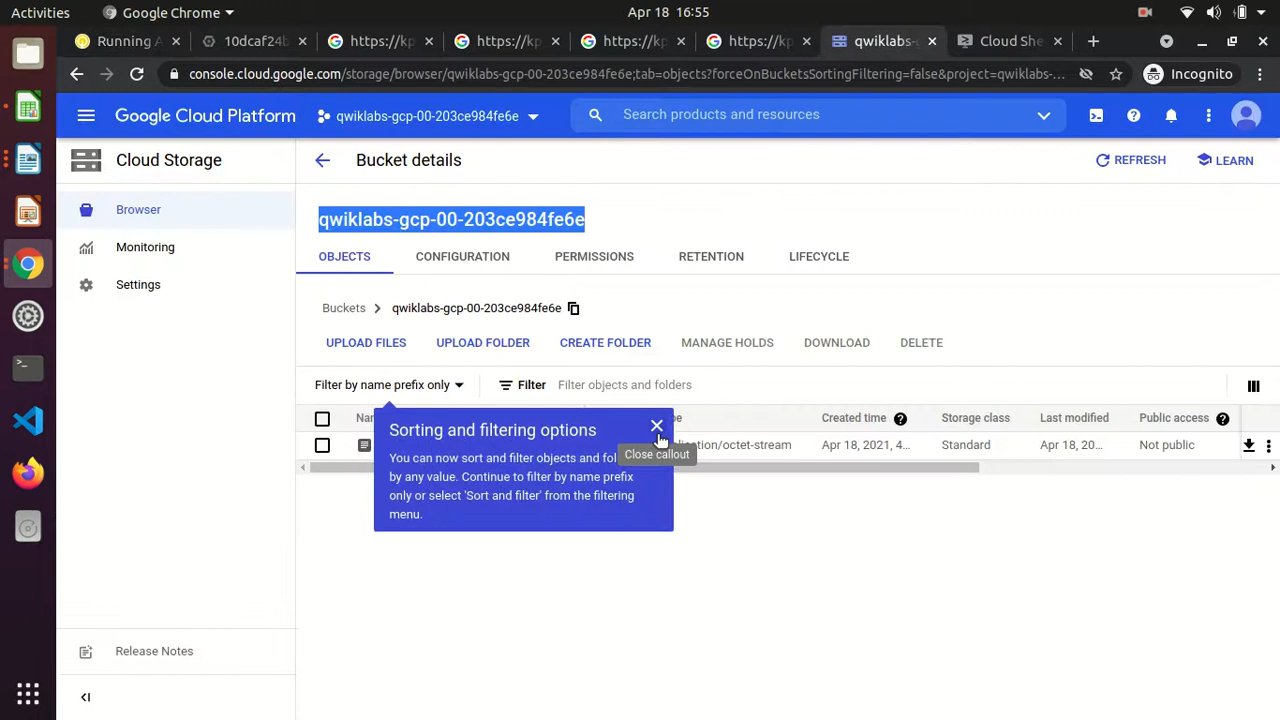 Activities
Google Chrome
Apr 18 16:55
Running A
10dcaf24b
https://kp
https://kp
https://kp
https://kp
qwiklabs-
Cloud She
console.cloud.google.com/storage/browser/qwiklabs-gcp-00-203ce984fe6e;tab=objects?forceOnBucketsSortingFiltering=false&project=qwiklabs-...
Incognito
Google Cloud Platform
qwiklabs-gcp-00-203ce984fe6e
Search products and resources
Cloud Storage
Bucket details
REFRESH
LEARN
Browser
Monitoring
Settings
qwiklabs-gcp-00-203ce984fe6e
OBJECTS
CONFIGURATION
PERMISSIONS
RETENTION
LIFECYCLE
Buckets
qwiklabs-gcp-00-203ce984fe6e
UPLOAD FILES
UPLOAD FOLDER
CREATE FOLDER
MANAGE HOLDS
DOWNLOAD
DELETE
Filter by name prefix only
Filter
Filter objects and folders
Created time
Storage class
Last modified
Public access
Apr 18, 2021, 4...
Standard
Apr 18, 20...
Not public
Sorting and filtering options
You can now sort and filter objects and fol
by any value. Continue to filter by name prefix
only or select 'Sort and filter' from the filtering
menu.
Close callout
Release Notes